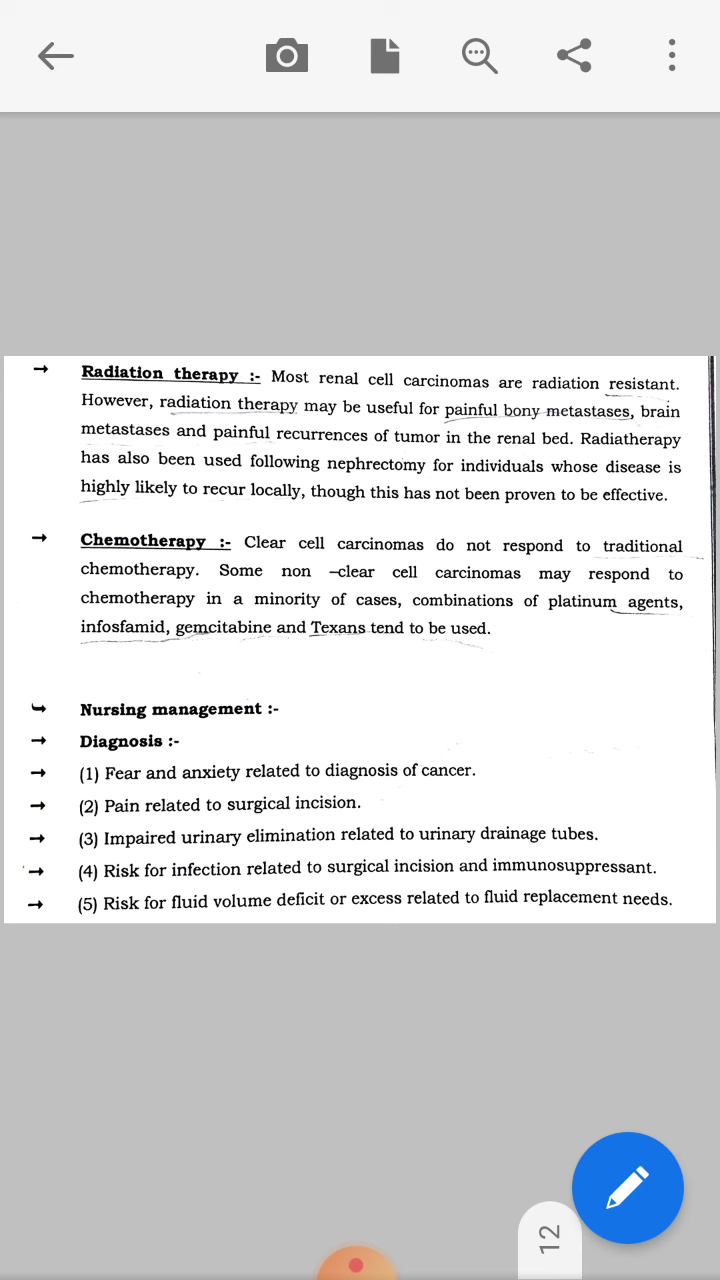 → Radiation therapy :- Most renal cell carcinomas are radiation resistant.
However, radiation therapy may be useful for painful bony metastases, brain
metastases and painful recurrences of tumor in the renal bed. Radiatherapy
has also been used following nephrectomy for individuals whose disease is
highly likely to recur locally, though this has not been proven to be effective.
→ Chemotherapy :- Clear cell carcinomas do not respond to traditional
chemotherapy. Some non –clear cell carcinomas may respond to
chemotherapy in a minority of cases, combinations of platinum agents,
infosfamid, gemcitabine and Texans tend to be used.
↪ Nursing management :-
→ Diagnosis :-
→ (1) Fear and anxiety related to diagnosis of cancer.
→ (2) Pain related to surgical incision.
→ (3) Impaired urinary elimination related to urinary drainage tubes.
→ (4) Risk for infection related to surgical incision and immunosuppressant.
→ (5) Risk for fluid volume deficit or excess related to fluid replacement needs.
12